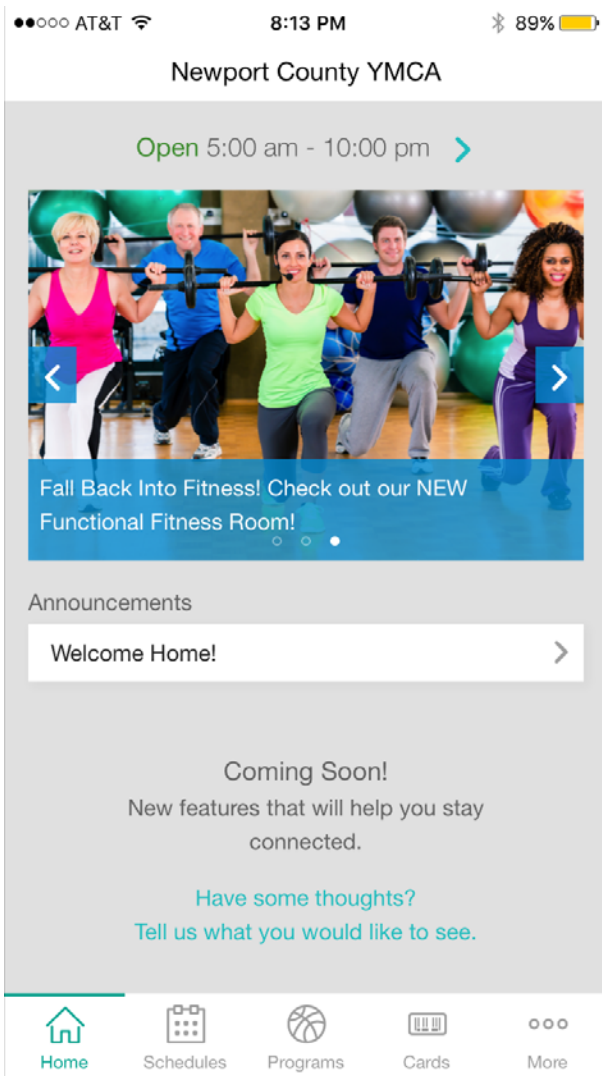 AT&T 8:13 PM 89%
Newport County YMCA
Open 5:00 am - 10:00 pm
Fall Back Into Fitness! Check out our NEW
Functional Fitness Room!
Announcements
Welcome Home!
Coming Soon!
New features that will help you stay
connected.
Have some thoughts?
Tell us what you would like to see.
Home Schedules Programs Cards More